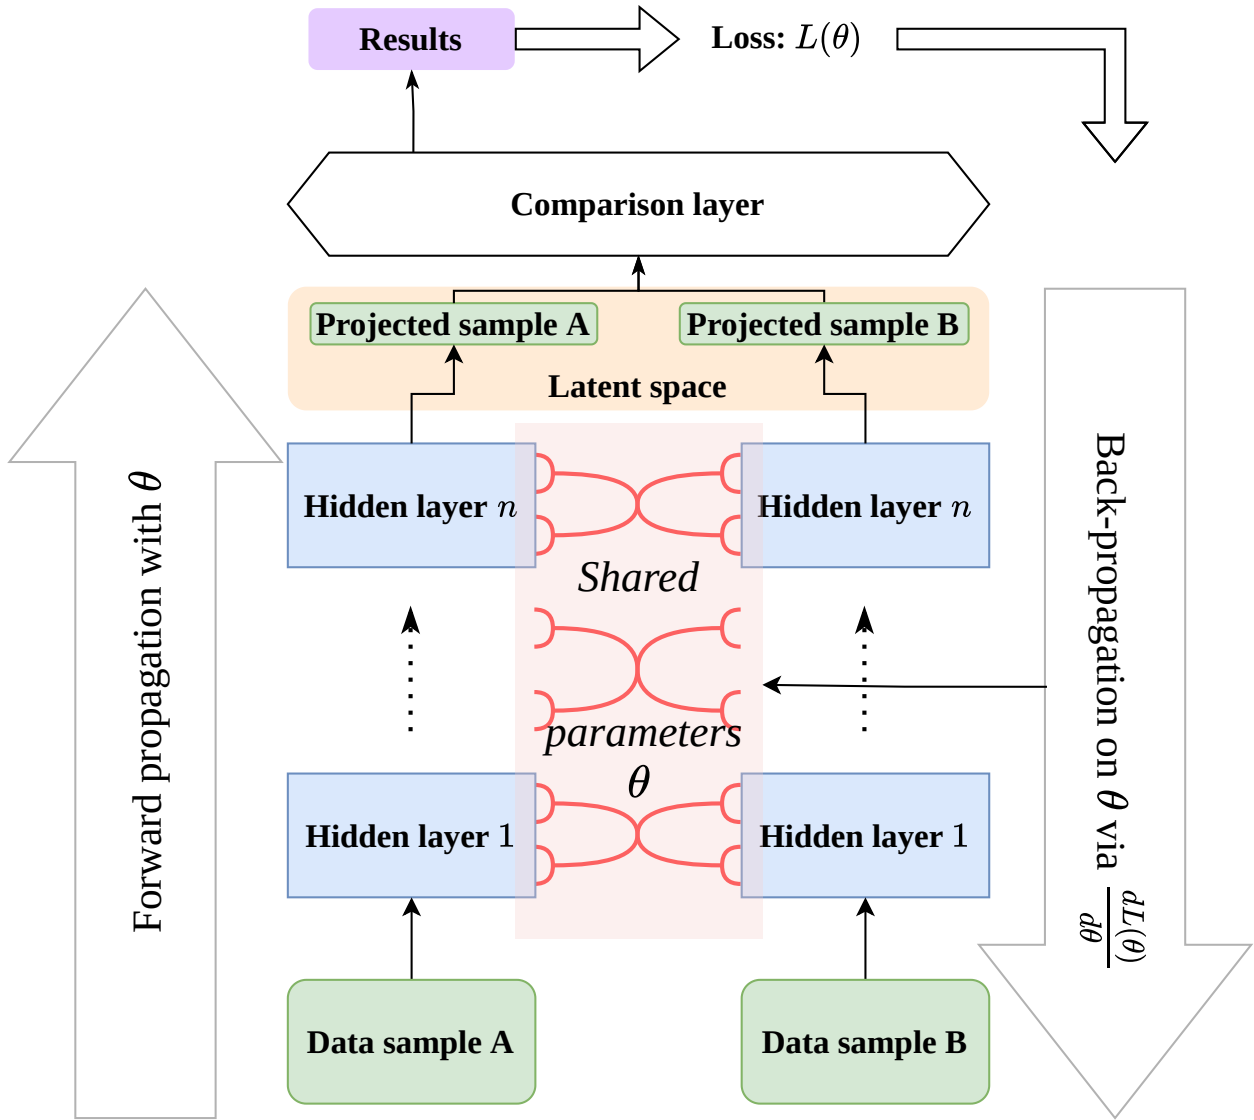 Results
Loss: L(θ)
Comparison layer
Projected sample A
Projected sample B
Latent space
Hidden layer n
Hidden layer n
Shared
parameters
θ
Hidden layer 1
Hidden layer 1
Data sample A
Data sample B
Forward propagation with θ
Back-propagation on θ via dL(θ)/dθ